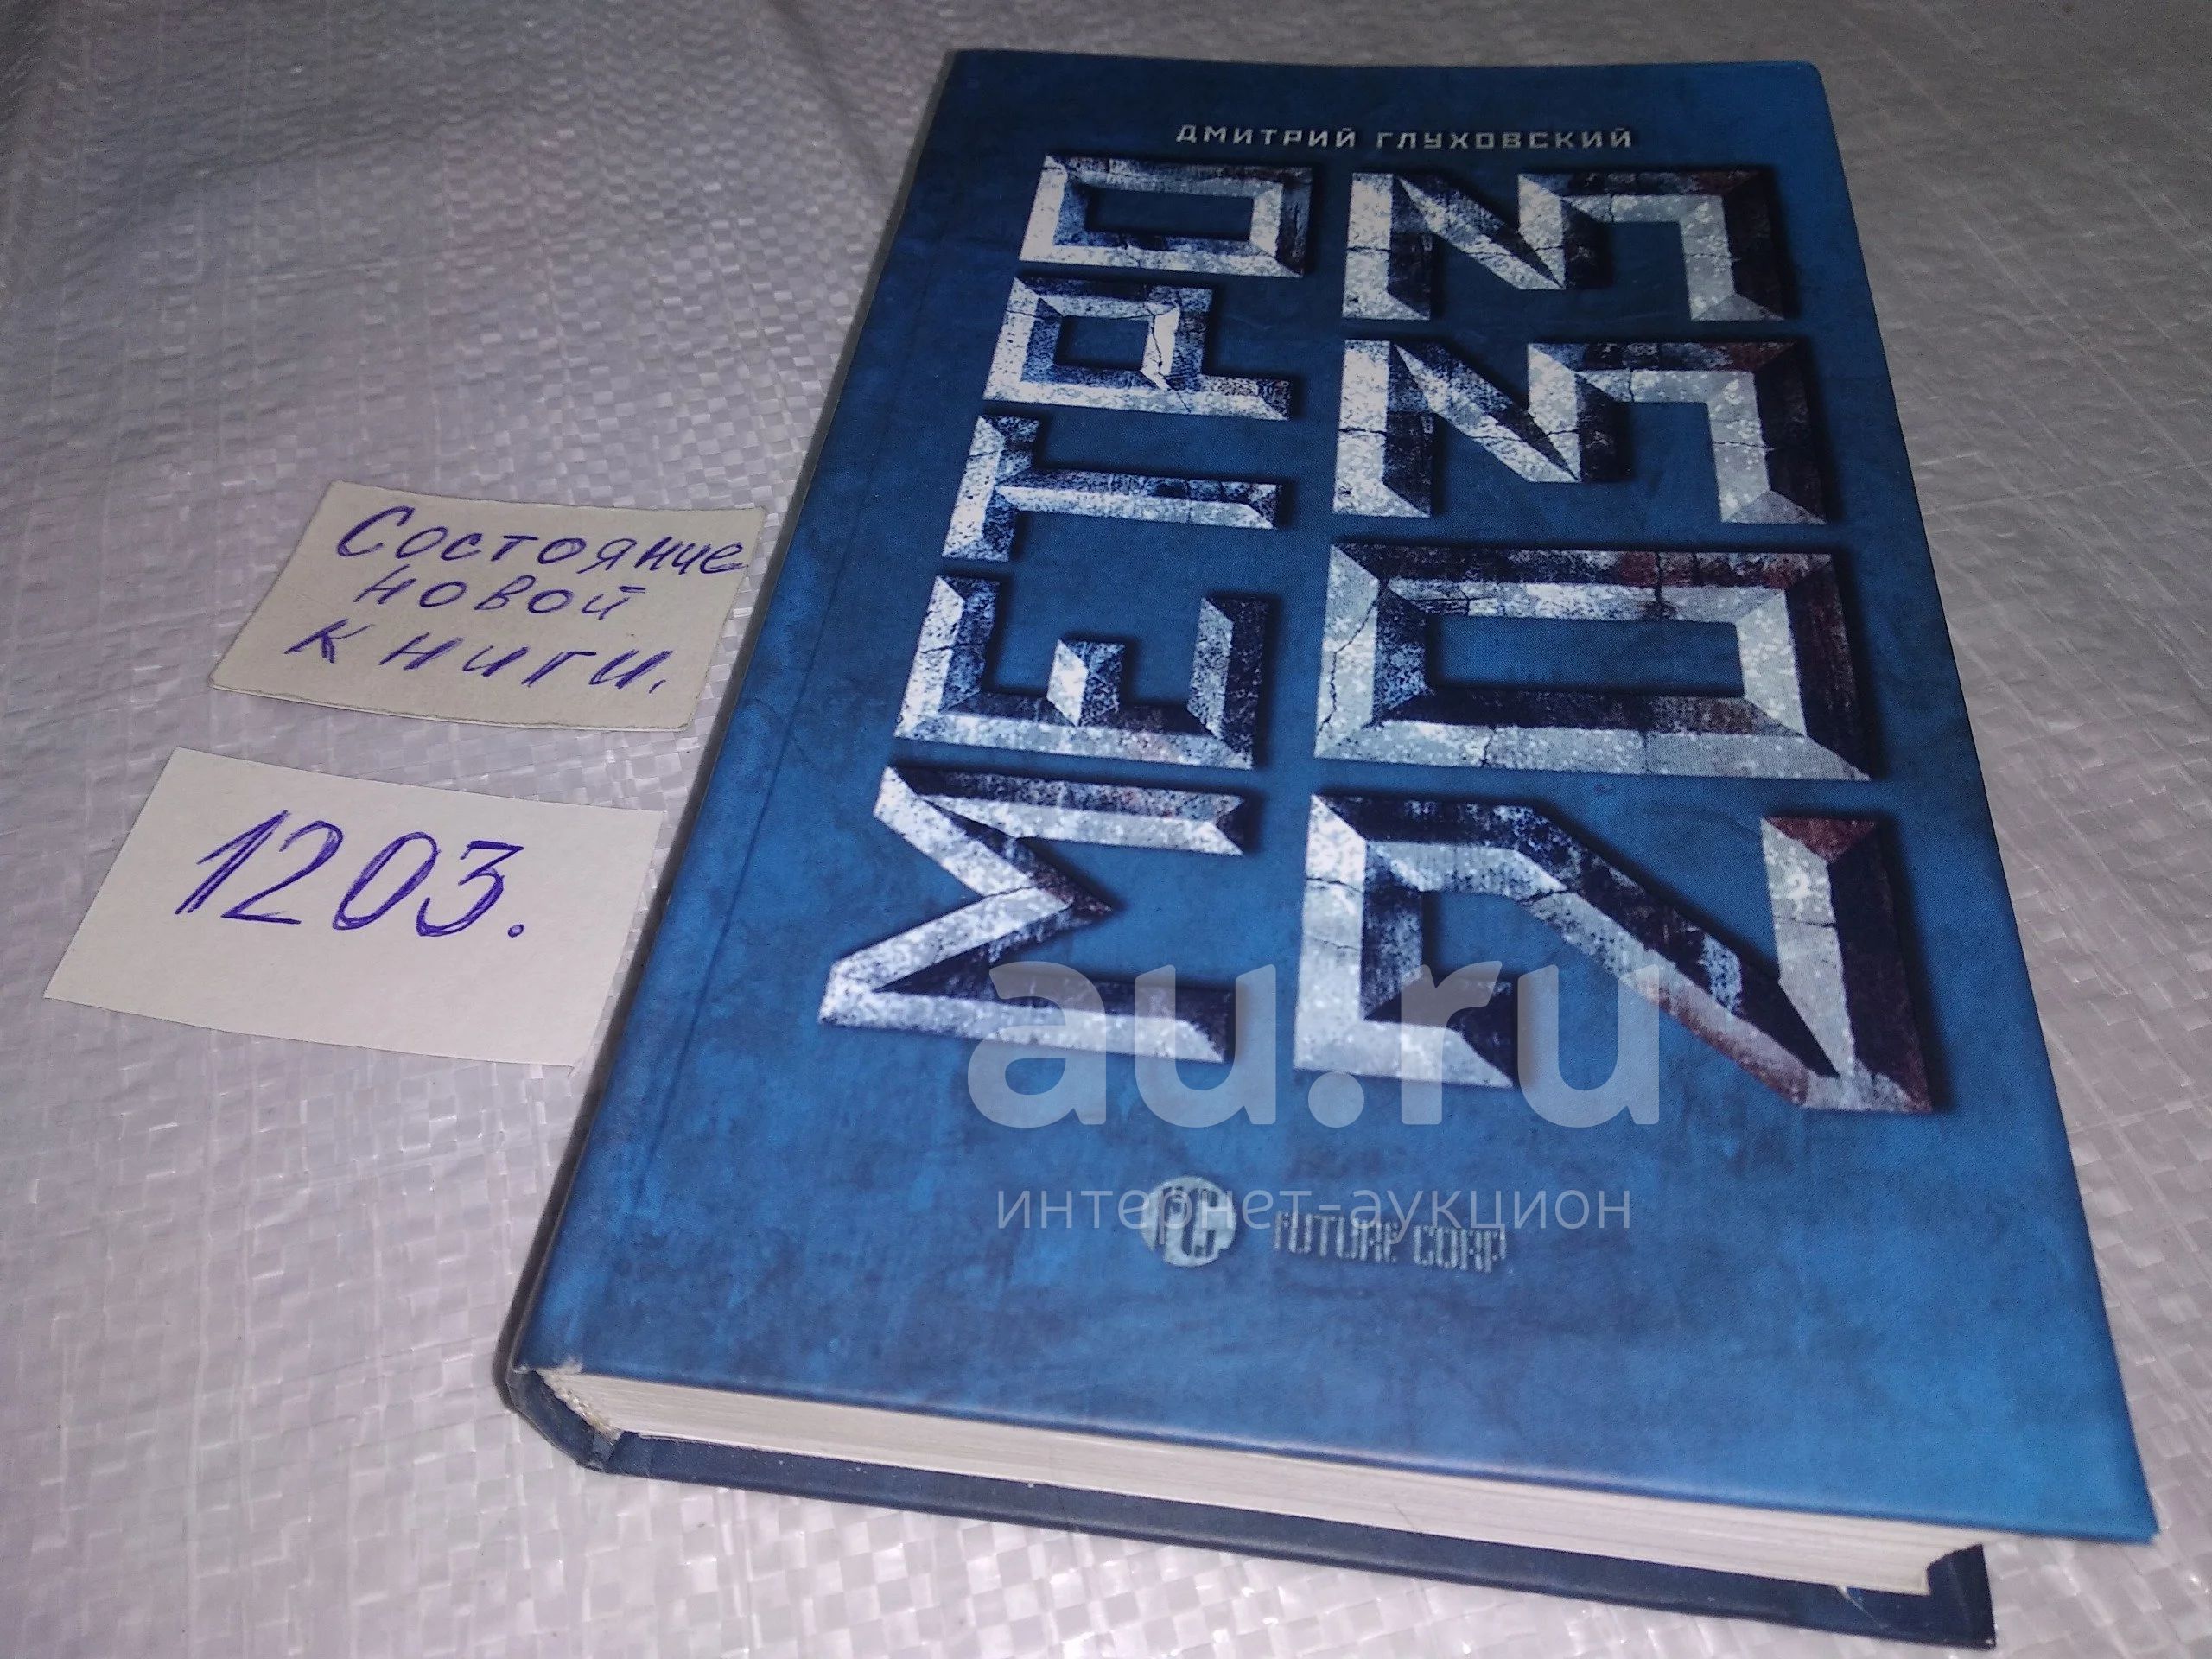 ДМИТРИЙ ГЛУХОВСКИЙ
МЕТРО
2033
FUTURE CORP
Состояние
новой
книги.
1203.
au.ru
интернет-аукцион